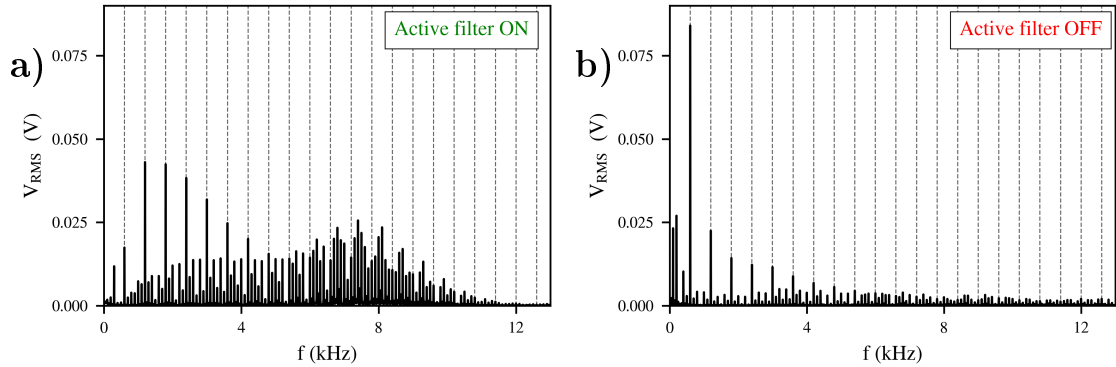 a)
Active filter ON
0.075
0.050
0.025
0.000
V_RMS (V)
0
4
8
12
f (kHz)
b)
Active filter OFF
0.075
0.050
0.025
0.000
V_RMS (V)
0
4
8
12
f (kHz)